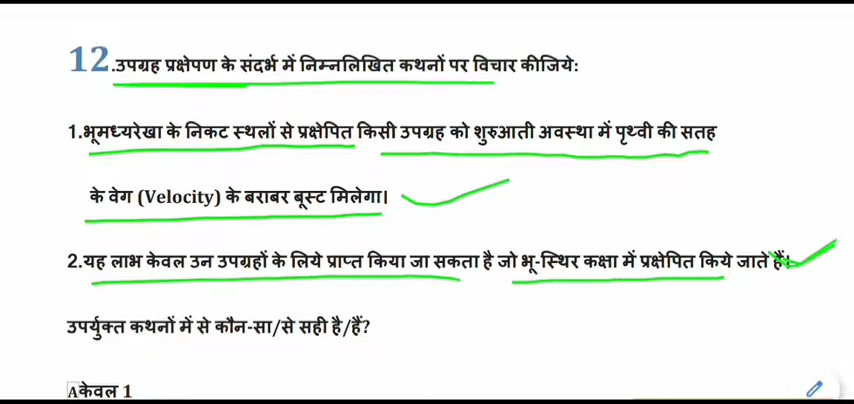 12.उपग्रह प्रक्षेपण के संदर्भ में निम्नलिखित कथनों पर विचार कीजिये:
1.भूमध्यरेखा के निकट स्थलों से प्रक्षेपित किसी उपग्रह को शुरुआती अवस्था में पृथ्वी की सतह
के वेग (Velocity) के बराबर बूस्ट मिलेगा।
2.यह लाभ केवल उन उपग्रहों के लिये प्राप्त किया जा सकता है जो भू-स्थिर कक्षा में प्रक्षेपित किये जाते हैं।
उपर्युक्त कथनों में से कौन-सा/से सही है/हैं?
Aकेवल 1